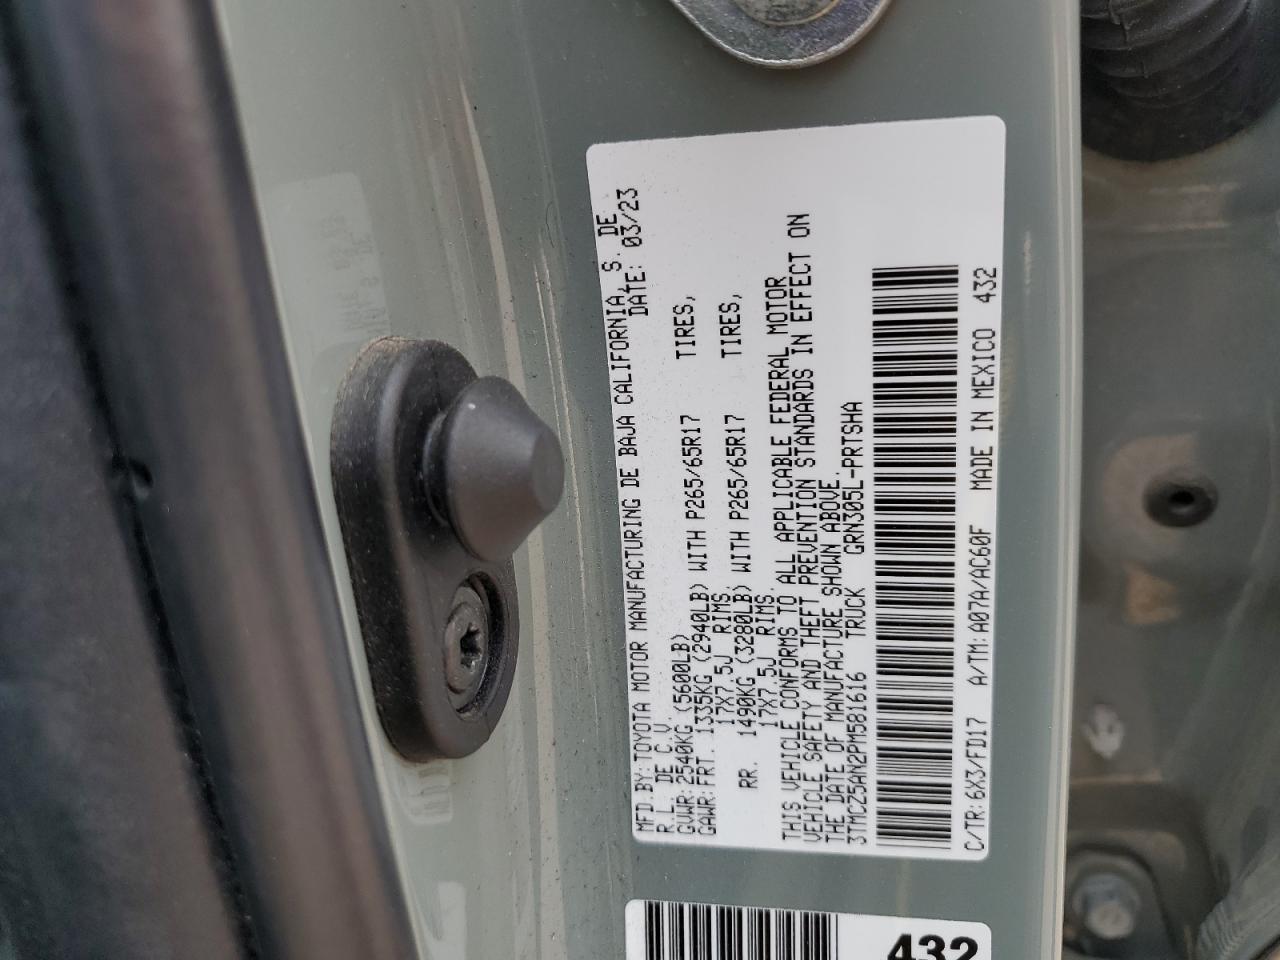 MFD.BY:TOYOTA MOTOR MANUFACTURING DE BAJA CALIFORNIA, S. DE
R.L. DE C.V. DATE: 03/23
GVWR: 2540KG (5600LB)
GAWR: FRT. 1335KG (2940LB) WITH P265/65R17 TIRES,
17X7.5J RIMS
RR. 1490KG (3280LB) WITH P265/65R17 TIRES,
17X7.5J RIMS.
THIS VEHICLE CONFORMS TO ALL APPLICABLE FEDERAL MOTOR
VEHICLE SAFETY AND THEFT PREVENTION STANDARDS IN EFFECT ON
THE DATE OF MANUFACTURE SHOWN ABOVE.
3TMCZ5AN2PM581616 TRUCK GRN305L-PRTSHA
C/TR: 6X3/FD17 A/TM: A07A/AC60F MADE IN MEXICO 432
432